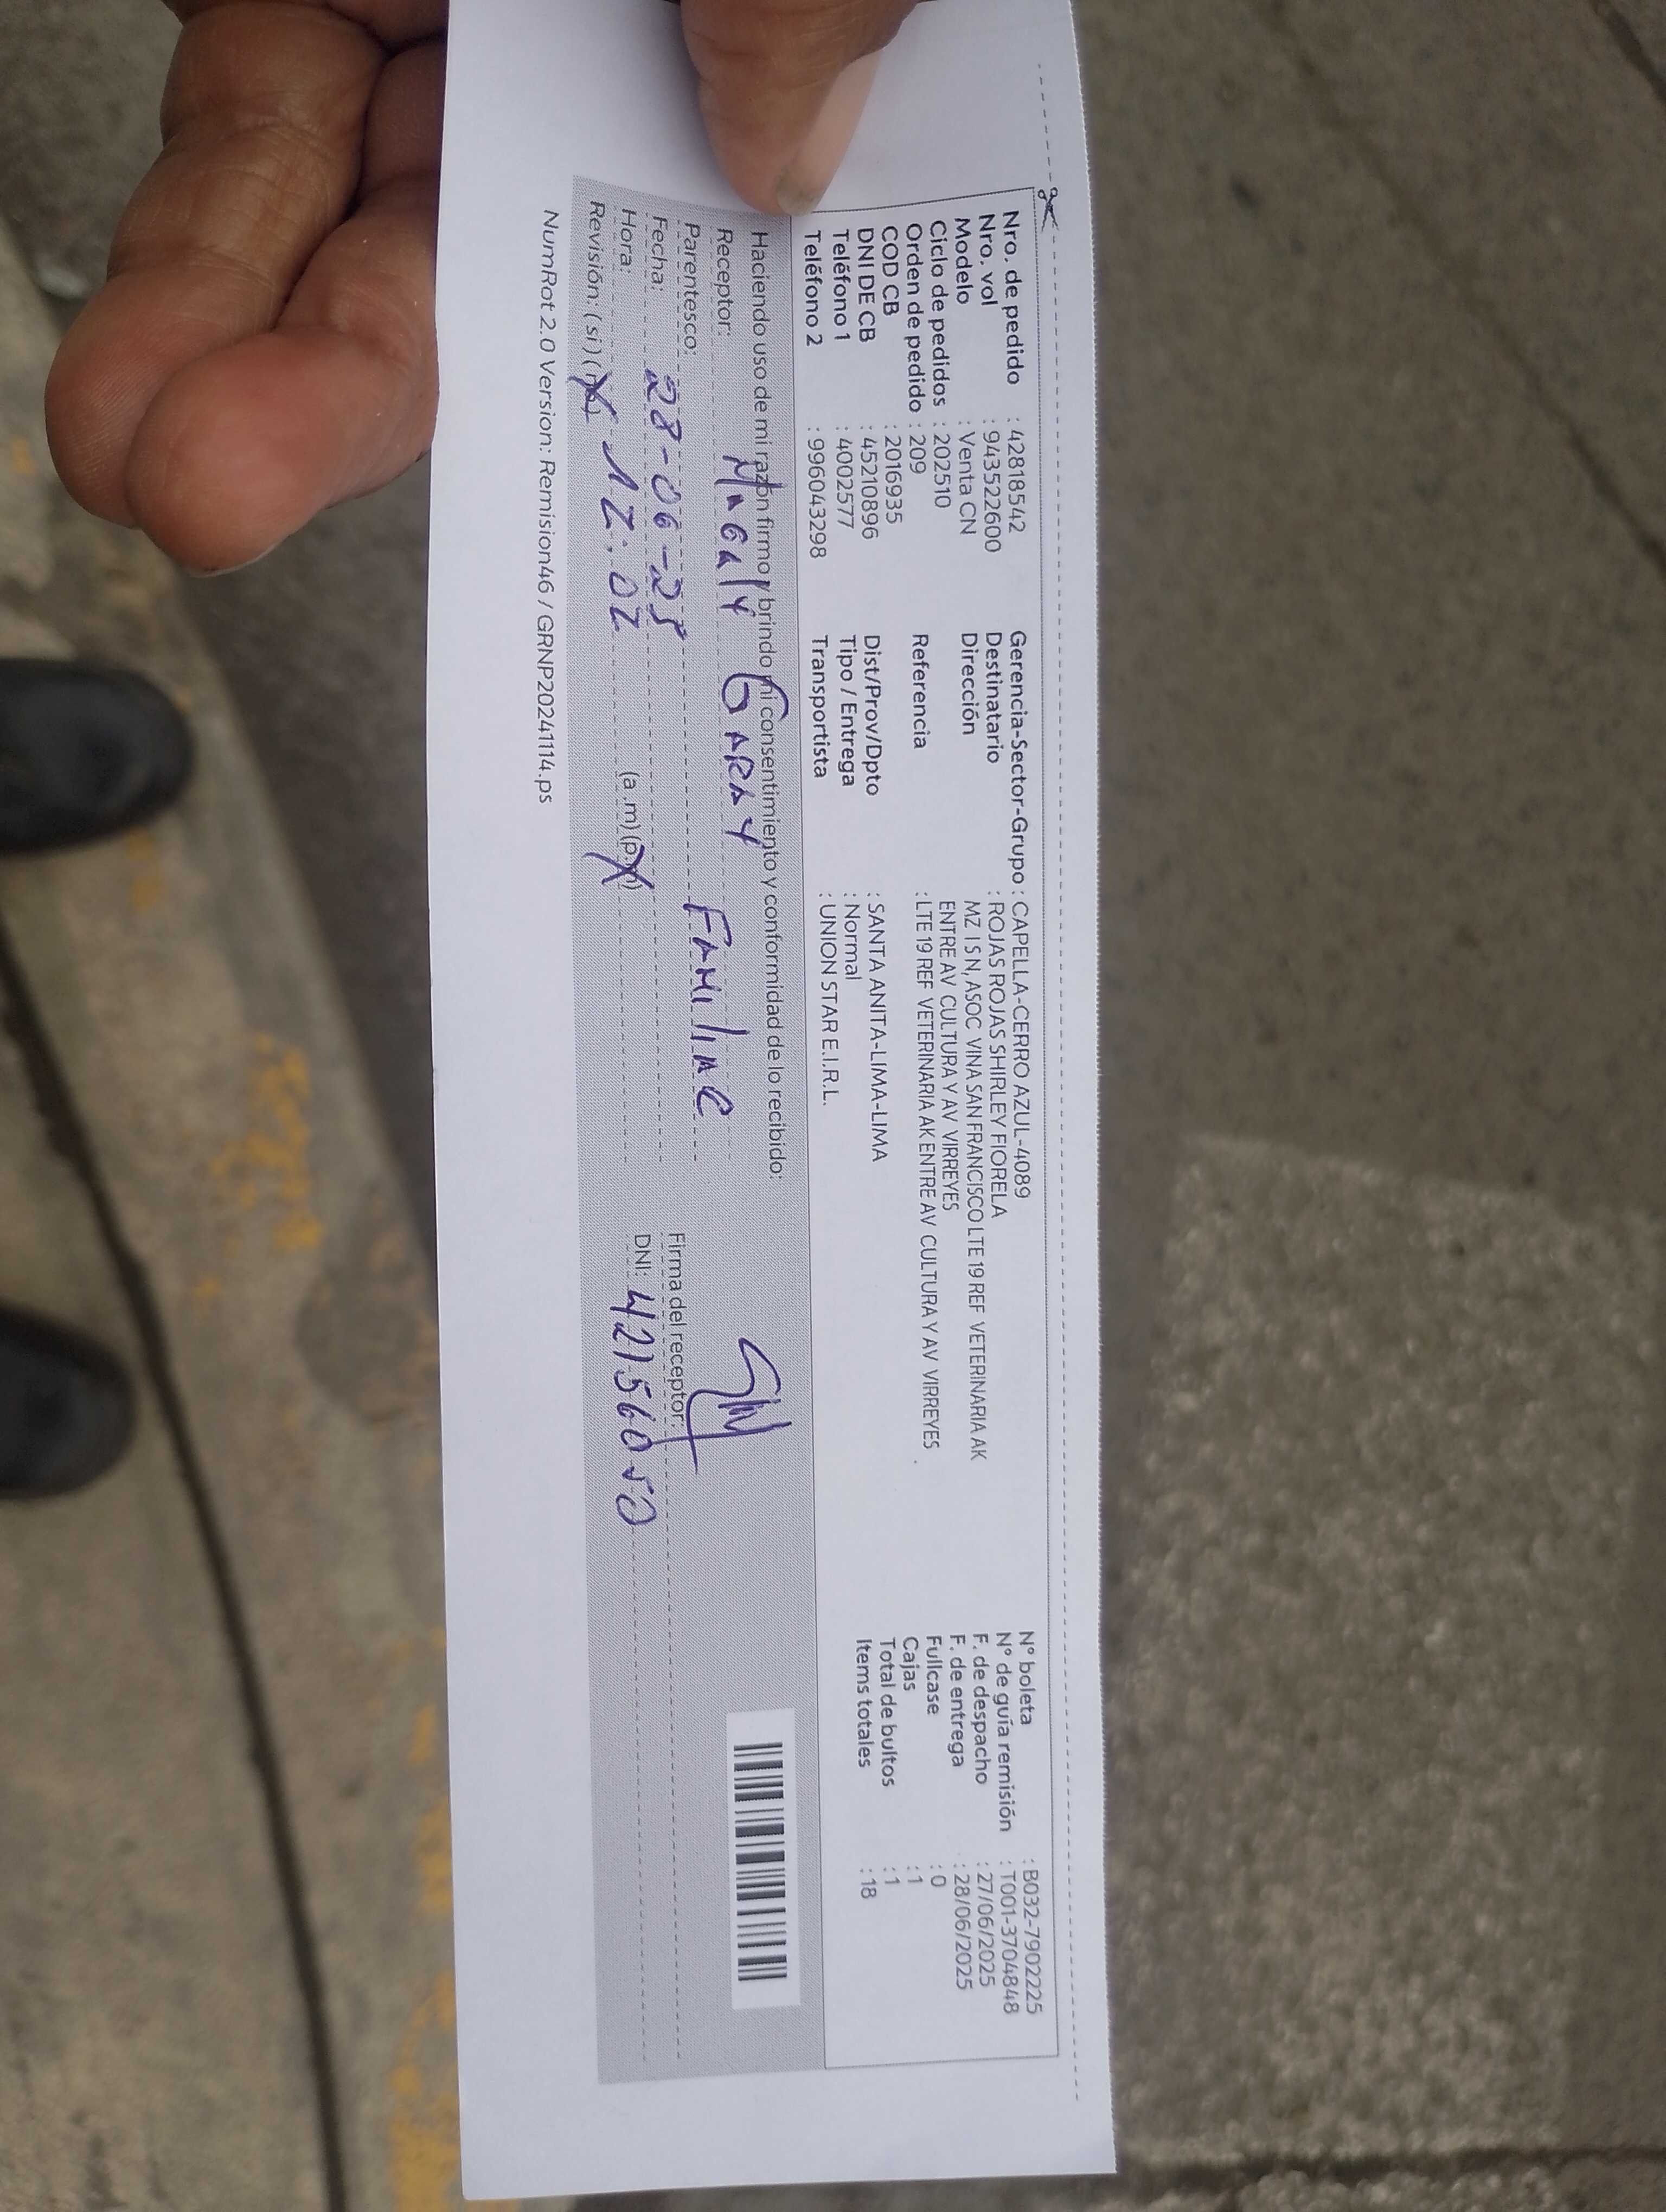 Nro. de pedido : 42818542
Nro. vol : 943522600
Modelo : Venta CN
Ciclo de pedidos : 202510
Orden de pedido : 209
COD CB : 2016935
DNI DE CB : 45210896
Teléfono 1 : 4002577
Teléfono 2 : 996043298
Gerencia-Sector-Grupo : CAPELLA-CERRO AZUL-4089
Destinatario : ROJAS ROJAS SHIRLEY FIORELA
Dirección MZ I S N, ASOC VINA SAN FRANCISCO LTE 19 REF VETERINARIA AK
ENTRE AV CULTURA Y AV VIRREYES
Referencia : LTE 19 REF VETERINARIA AK ENTRE AV CULTURA Y AV VIRREYES
Dist/Prov/Dpto : SANTA ANITA-LIMA-LIMA
Tipo / Entrega : Normal
Transportista : UNION STAR E.I.R.L.
N° boleta : B032-7902225
N° de guía remisión : T001-3704848
F. de despacho : 27/06/2025
F. de entrega : 28/06/2025
Fullcase : 0
Cajas : 1
Total de bultos : 1
Items totales : 18
Haciendo uso de mi razón firmo y brindo mi consentimiento y conformidad de lo recibido:
Receptor: MAGALY GARAY
Parentesco: FAMILIAR
Fecha: 28-06-25
Hora: 12:02 (a.m) (p.m)
Revisión: (si) (no)
Firma del receptor:
DNI: 42156050
NumRot 2.0 Version: Remision46 / GRNP20241114.ps